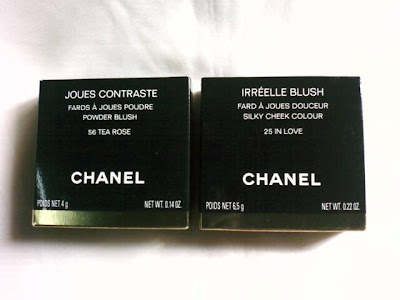 JOUES CONTRASTE
FARDS À JOUES POUDRE
POWDER BLUSH
56 TEA ROSE
CHANEL
POIDS NET 4 g NET WT. 0.14 OZ.
IRRÉELLE BLUSH
FARD À JOUES DOUCEUR
SILKY CHEEK COLOUR
25 IN LOVE
CHANEL
POIDS NET 6,5 g NET WT. 0.22 OZ.